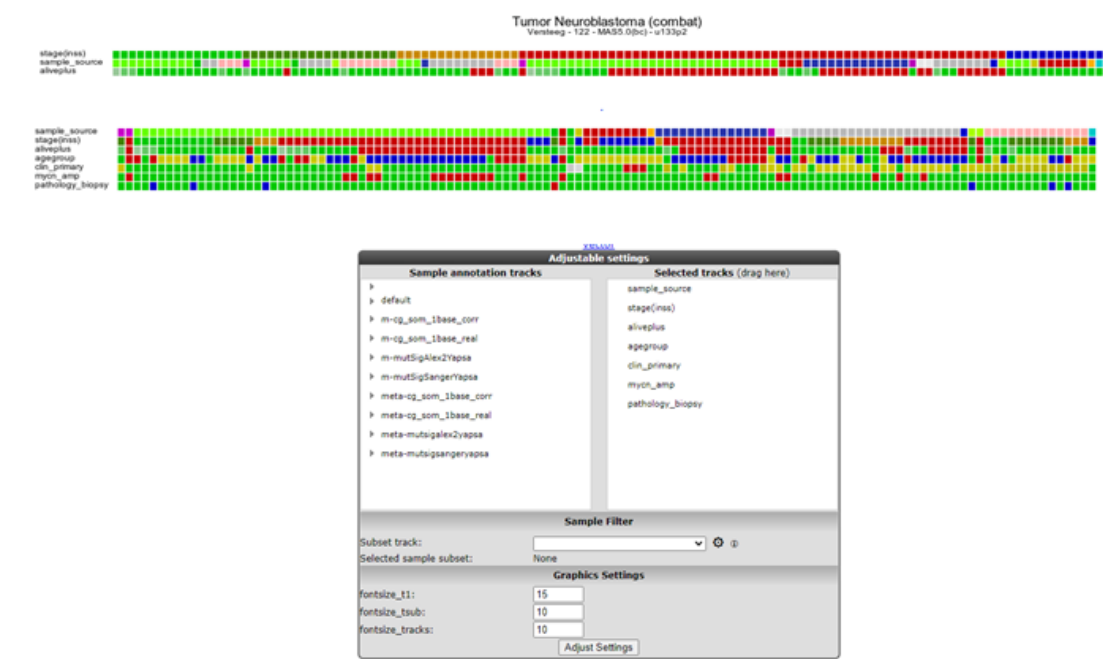 Tumor Neuroblastoma (combat)
Versteeg - 122 - MAS5.0(bc) - u133p2
stage(inss)
sample_source
aliveplus
sample_source
stage(inss)
aliveplus
agegroup
clin_primary
mycn_amp
pathology_biopsy
Adjustable settings
Sample annotation tracks
Selected tracks (drag here)
default
m-cg_som_1base_corr
m-cg_som_1base_real
m-mutSigAlex2Yapsa
m-mutSigSangerYapsa
meta-cg_som_1base_corr
meta-cg_som_1base_real
meta-mutsigalex2yapsa
meta-mutsigsangeryapsa
sample_source
stage(inss)
aliveplus
agegroup
clin_primary
mycn_amp
pathology_biopsy
Sample Filter
Subset track:
Selected sample subset: None
Graphics Settings
fontsize_t1: 15
fontsize_tsub: 10
fontsize_tracks: 10
Adjust Settings